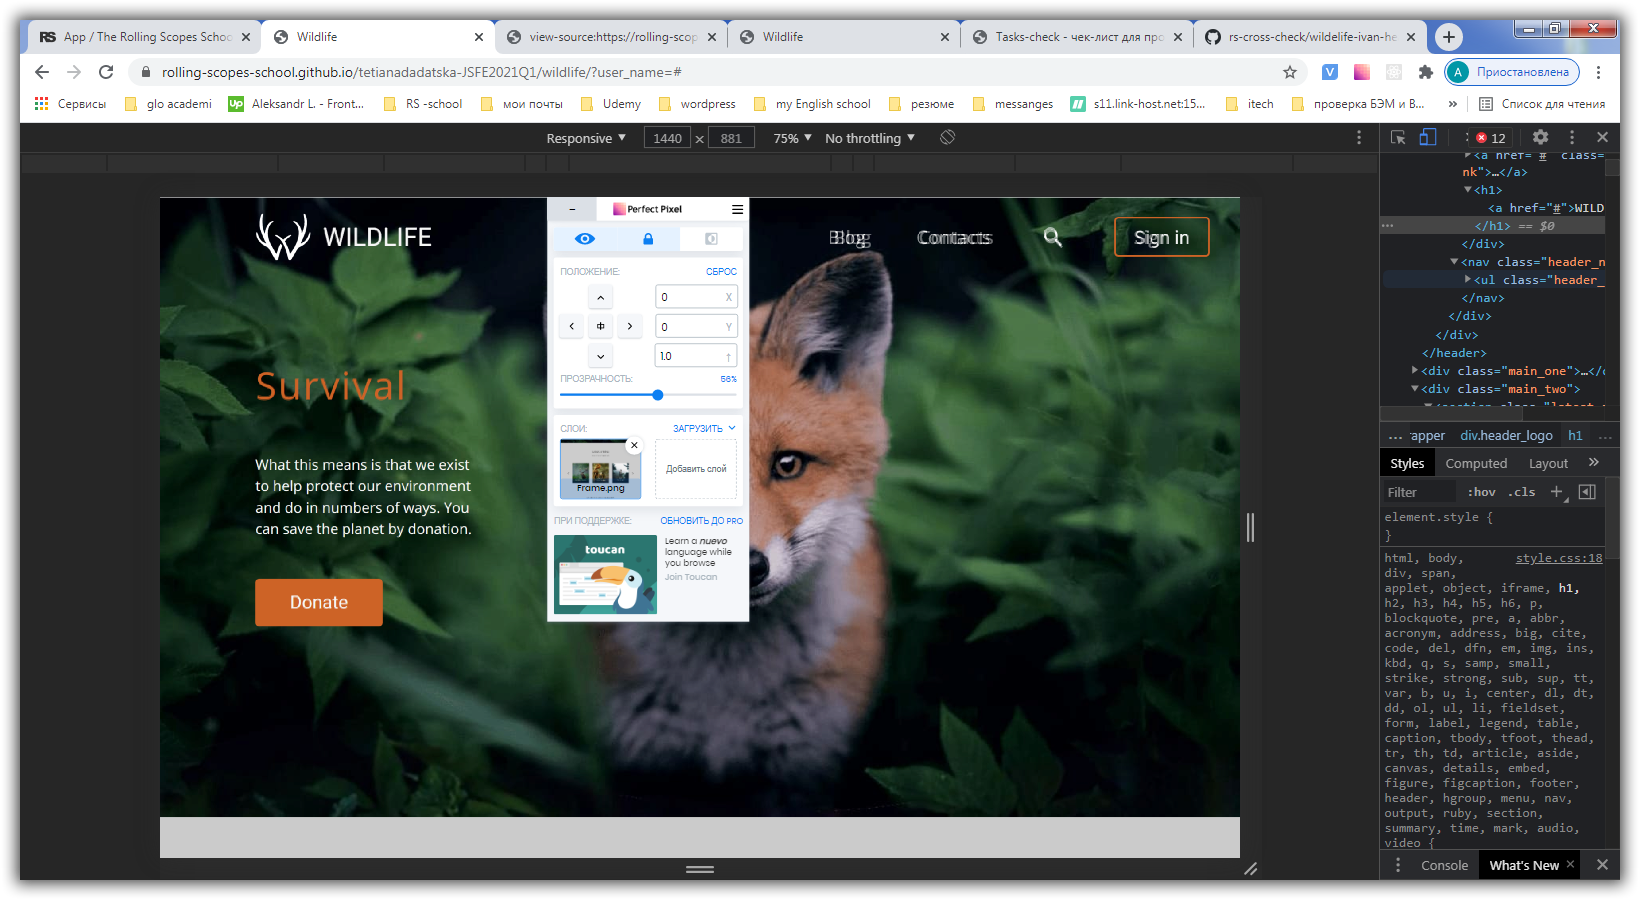 RS App / The Rolling Scopes Schoo
Wildlife
view-source:https://rolling-scop
Wildlife
Tasks-check - чек-лист для про
rs-cross-check/wildelife-ivan-he
rolling-scopes-school.github.io/tetianadadatska-JSFE2021Q1/wildlife/?user_name=#
V
A Приостановлена
Сервисы
glo academi
Up Aleksandr L. - Front...
RS -school
мои почты
Udemy
wordpress
my English school
резюме
messanges
s11.link-host.net:15...
itech
проверка БЭМ и В...
»
Список для чтения
Responsive
1440 × 881
75%
No throttling
12
WILDLIFE
Blog
Contacts
Sign in
Survival
What this means is that we exist
to help protect our environment
and do in numbers of ways. You
can save the planet by donation.
Donate
Perfect Pixel
ПОЛОЖЕНИЕ: СБРОС
0 X
0 Y
1.0
ПРОЗРАЧНОСТЬ: 56%
СЛОИ: ЗАГРУЗИТЬ
Frame.png
Добавить слой
ПРИ ПОДДЕРЖКЕ: ОБНОВИТЬ ДО PRO
toucan
Learn a nuevo
language while
you browse
Join Toucan
<a href="#" class=
nk">…</a>
<h1>
<a href="#">WILD
</h1> == $0
</div>
<nav class="header_n
<ul class="header_
</nav>
</div>
</div>
</header>
<div class="main_one">…</d
<div class="main_two">
... rapper div.header_logo h1 ...
Styles Computed Layout »
Filter :hov .cls +
element.style {
}
html, body, style.css:18
div, span,
applet, object, iframe, h1,
h2, h3, h4, h5, h6, p,
blockquote, pre, a, abbr,
acronym, address, big, cite,
code, del, dfn, em, img, ins,
kbd, q, s, samp, small,
strike, strong, sub, sup, tt,
var, b, u, i, center, dl, dt,
dd, ol, ul, li, fieldset,
form, label, legend, table,
caption, tbody, tfoot, thead,
tr, th, td, article, aside,
canvas, details, embed,
figure, figcaption, footer,
header, hgroup, menu, nav,
output, ruby, section,
summary, time, mark, audio,
video {
Console What's New